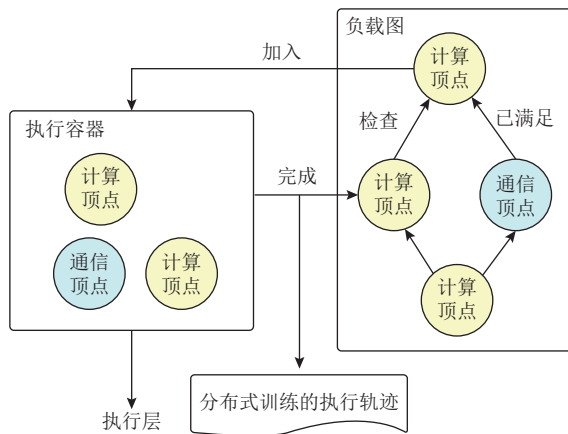 负载图
加入
计算
顶点
执行容器
检查
已满足
计算
顶点
完成
计算
顶点
通信
顶点
通信
顶点
计算
顶点
计算
顶点
分布式训练的执行轨迹
执行层